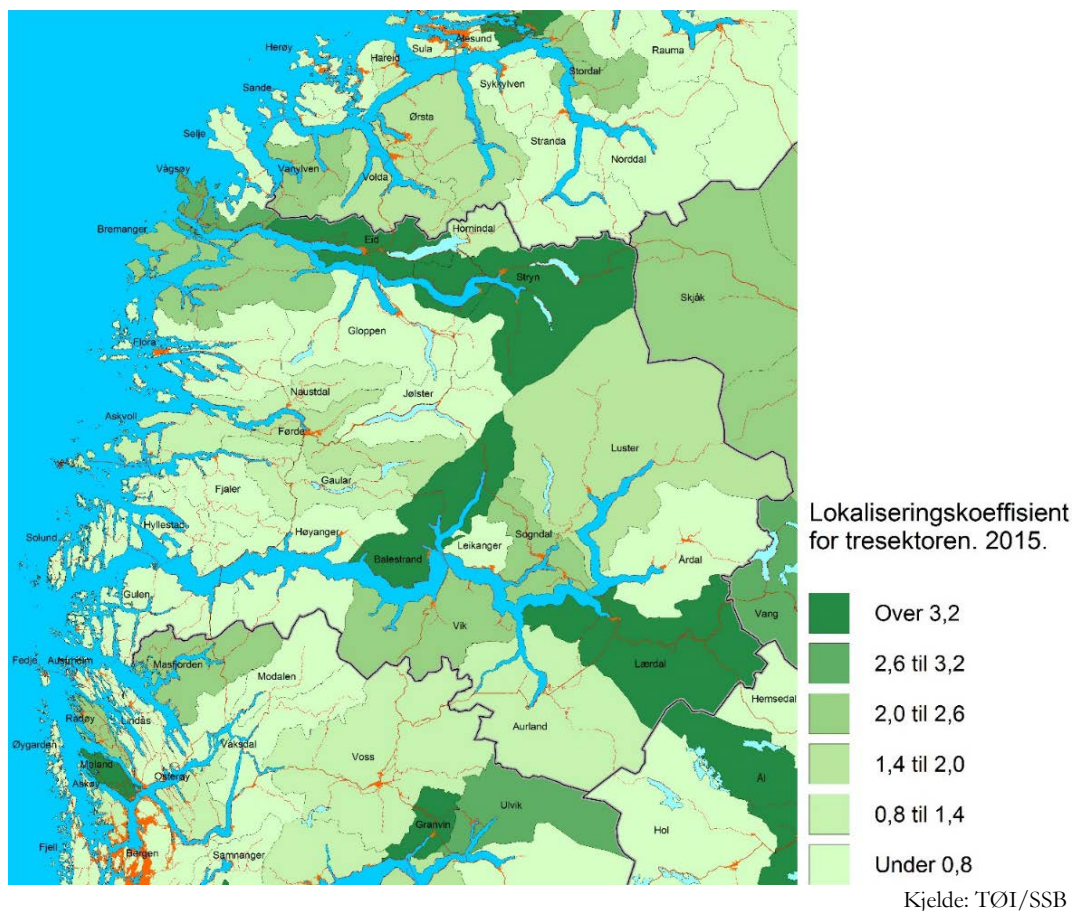 Ålesund
Herøy
Sula
Hareid
Rauma
Stordal
Sykkylven
Sande
Ørsta
Selje
Stranda
Norddal
Vanylven
Vågsøy
Volda
Bremanger
Hornindal
Eid
Stryn
Skjåk
Gloppen
Flora
Naustdal
Jølster
Askvoll
Førde
Luster
Gaular
Fjaler
Hyllestad
Høyanger
Sogndal
Solund
Leikanger
Balestrand
Årdal
Gulen
Vang
Vik
Fedje
Austrheim
Masfjorden
Lærdal
Modalen
Hemsedal
Radøy
Lindås
Aurland
Øygarden
Vaksdal
Voss
Meland
Osterøy
Askøy
Ål
Ulvik
Granvin
Hol
Fjell
Bergen
Samnanger
Lokaliseringskoeffisient
for tresektoren. 2015.
Over 3,2
2,6 til 3,2
2,0 til 2,6
1,4 til 2,0
0,8 til 1,4
Under 0,8
Kjelde: TØI/SSB